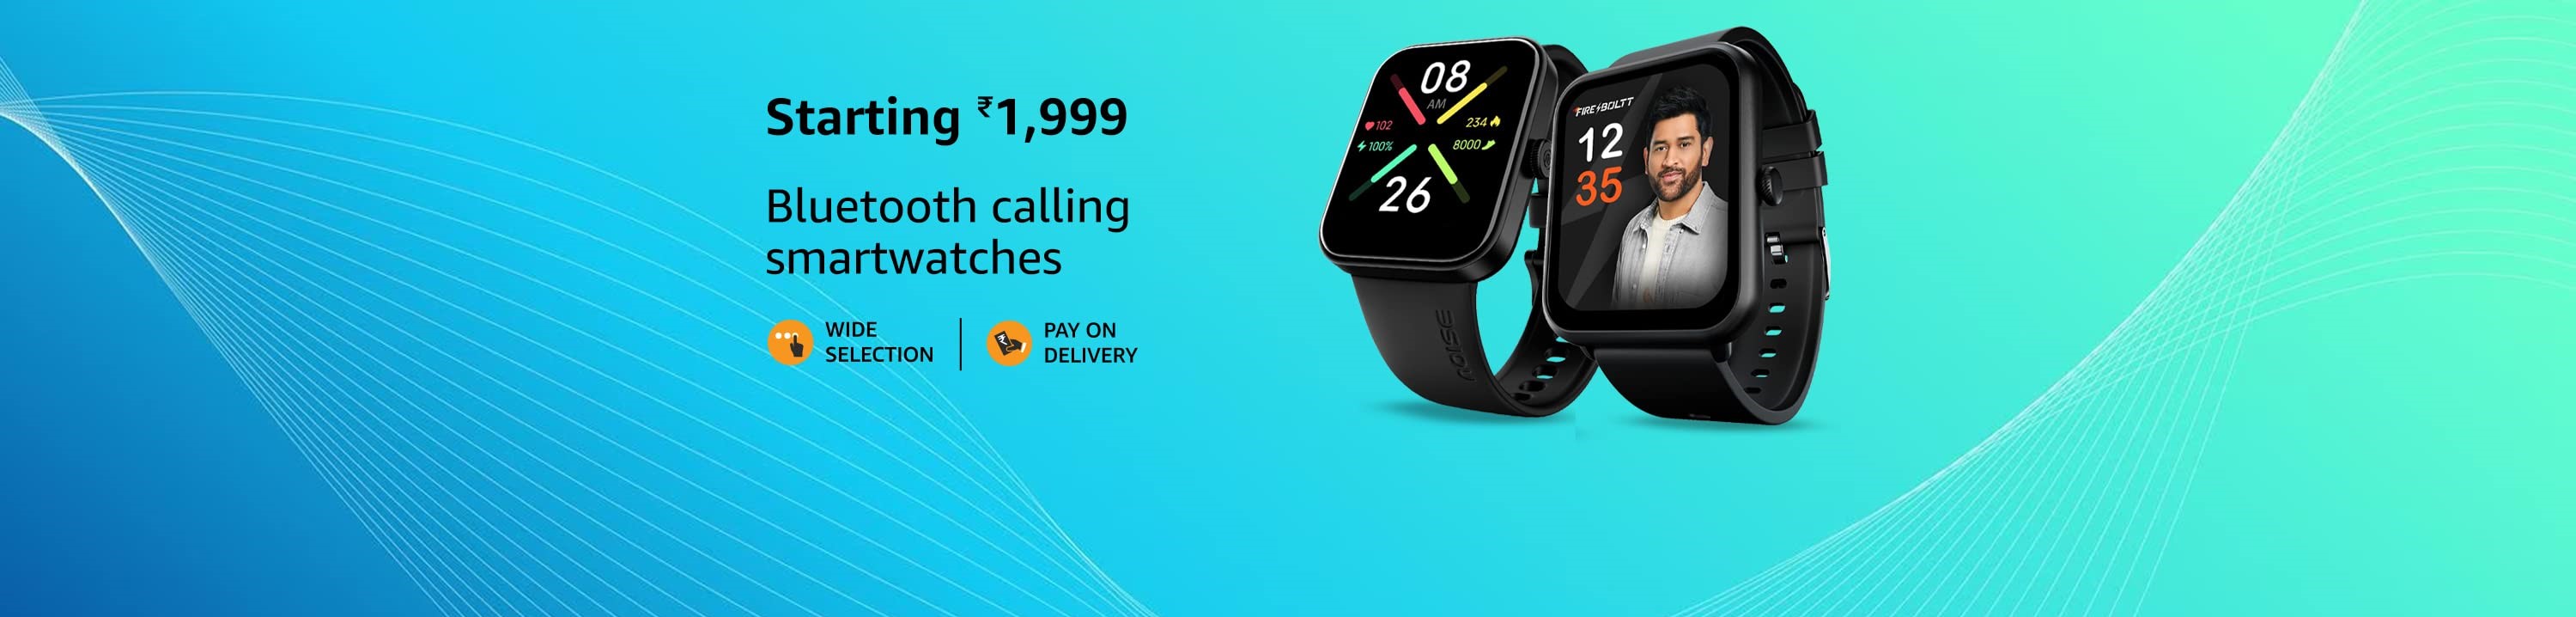 Starting ₹1,999
Bluetooth calling
smartwatches
WIDE
SELECTION
PAY ON
DELIVERY
08
AM
102
234
100%
8000
26
NOISE
FIRE BOLTT
12
35